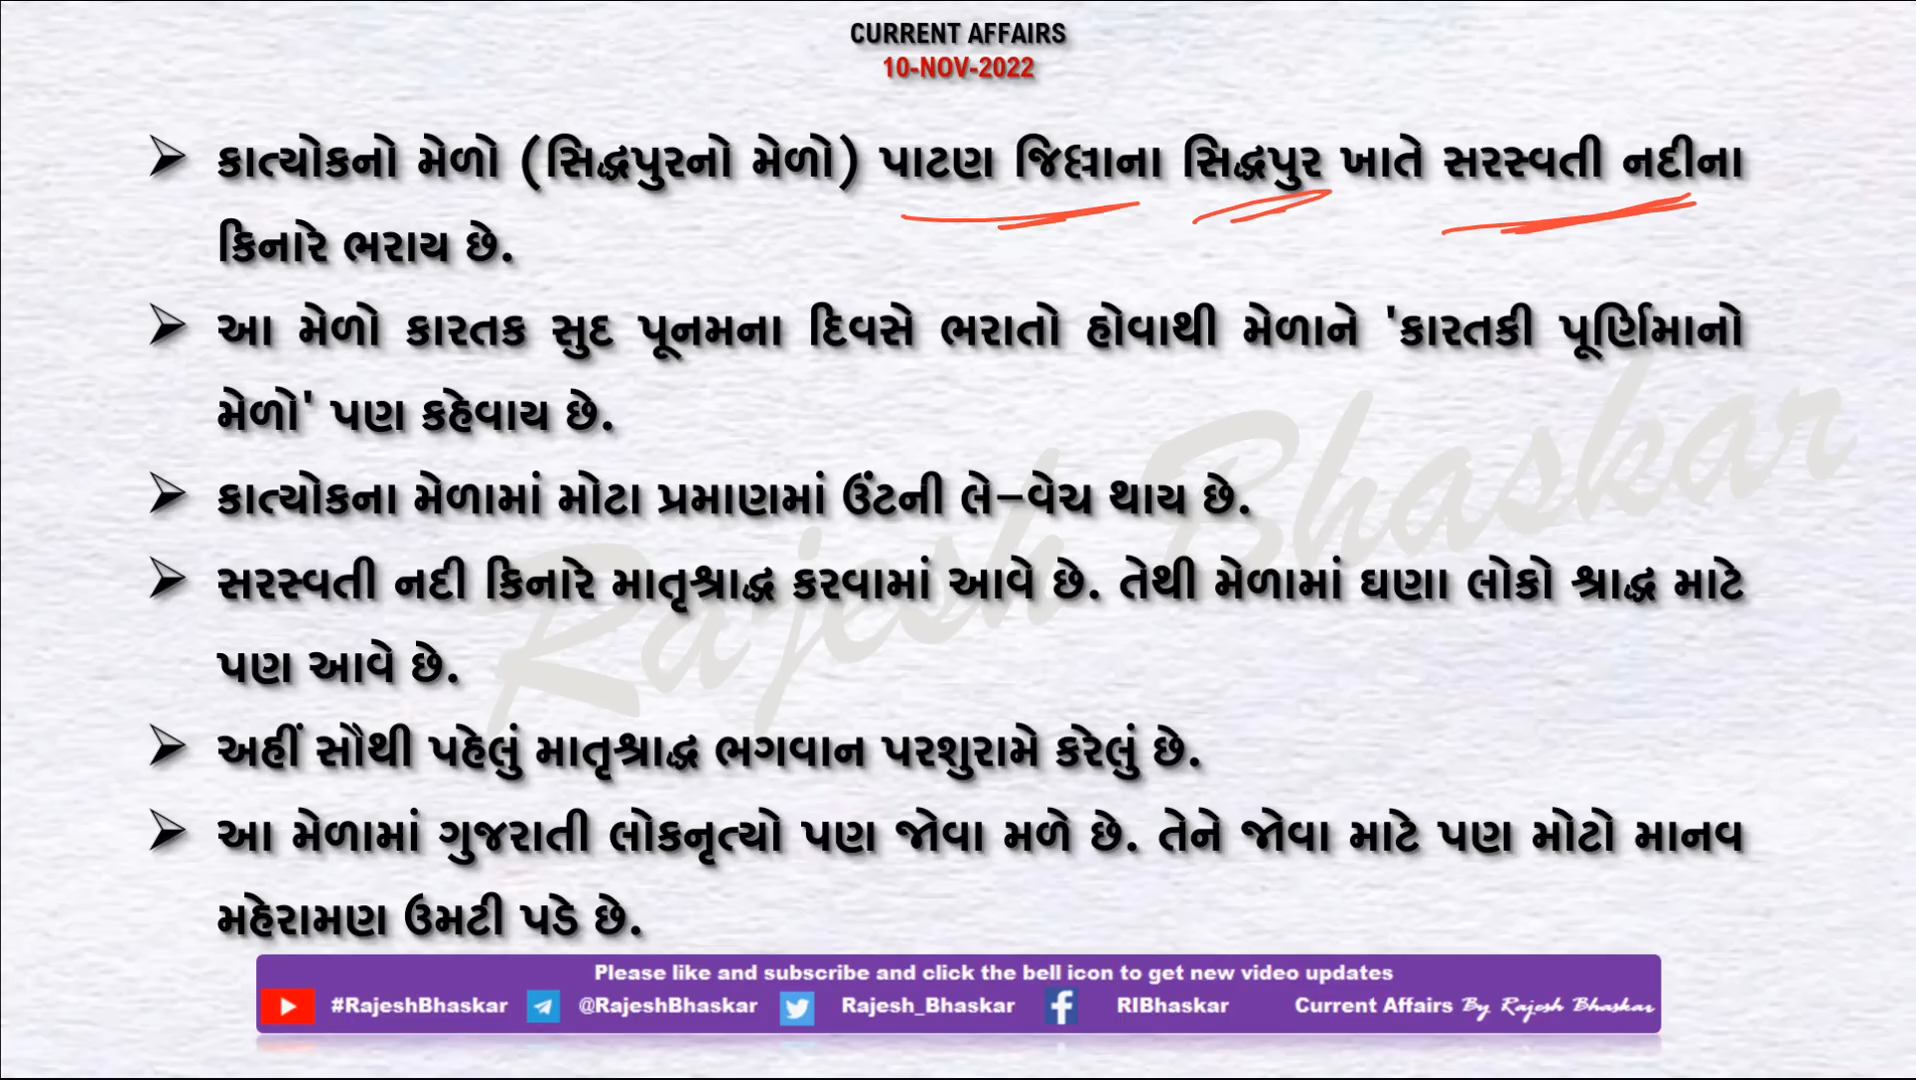 CURRENT AFFAIRS
10-NOV-2022
➢ કાત્યોકનો મેળો (સિદ્ધપુરનો મેળો) પાટણ જિલ્લાના સિદ્ધપુર ખાતે સરસ્વતી નદીના
કિનારે ભરાય છે.
➢ આ મેળો કારતક સુદ પૂનમના દિવસે ભરાતો હોવાથી મેળાને 'કારતકી પૂર્ણિમાનો
મેળો' પણ કહેવાય છે.
➢ કાત્યોકના મેળામાં મોટા પ્રમાણમાં ઉંટની લે–વેચ થાય છે.
➢ સરસ્વતી નદી કિનારે માતૃશ્રાદ્ધ કરવામાં આવે છે. તેથી મેળામાં ઘણા લોકો શ્રાદ્ધ માટે
પણ આવે છે.
➢ અહીં સૌથી પહેલું માતૃશ્રાદ્ધ ભગવાન પરશુરામે કરેલું છે.
➢ આ મેળામાં ગુજરાતી લોકનૃત્યો પણ જોવા મળે છે. તેને જોવા માટે પણ મોટો માનવ
મહેરામણ ઉમટી પડે છે.
Rajesh Bhaskar
Please like and subscribe and click the bell icon to get new video updates
#RajeshBhaskar @RajeshBhaskar Rajesh_Bhaskar RIBhaskar Current Affairs By Rajesh Bhaskar